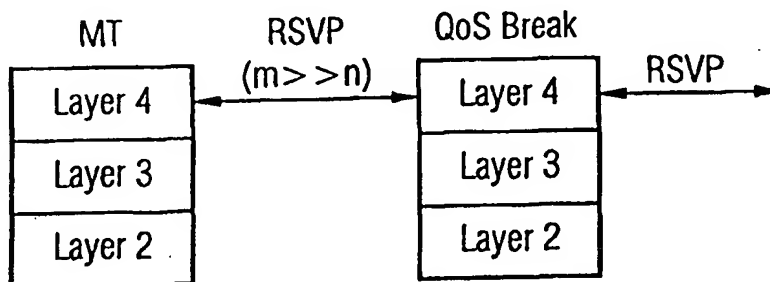 MT
RSVP
(m>>n)
QoS Break
RSVP
Layer 4
Layer 4
Layer 3
Layer 3
Layer 2
Layer 2